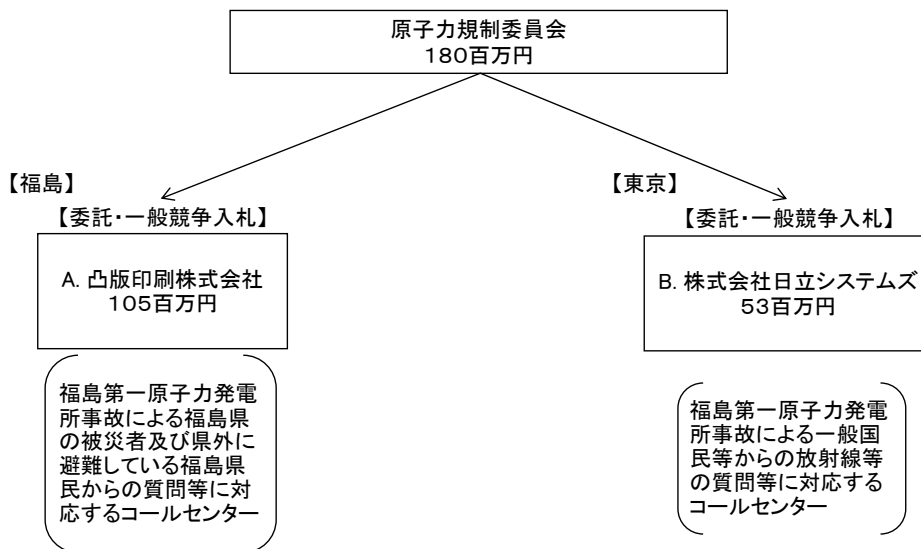 原子力規制委員会
180百万円
【福島】
【委託・一般競争入札】
A. 凸版印刷株式会社
105百万円
福島第一原子力発電
所事故による福島県
の被災者及び県外に
避難している福島県
民からの質問等に対
応するコールセンター
【東京】
【委託・一般競争入札】
B. 株式会社日立システムズ
53百万円
福島第一原子力発電
所事故による一般国
民等からの放射線等
の質問等に対応する
コールセンター